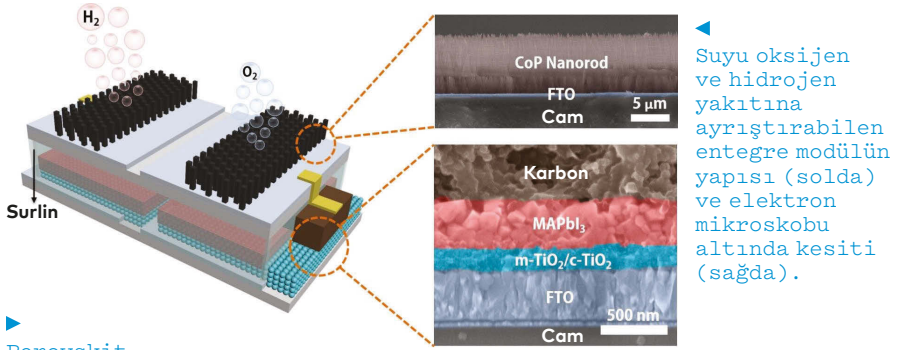 H₂
O₂
Surlin
CoP Nanorod
FTO
5 µm
Cam
Karbon
MAPbI₃
m-TiO₂/c-TiO₂
FTO
500 nm
Cam
Suyu oksijen
ve hidrojen
yakıtına
ayrıştırabilen
entegre modülün
yapısı (solda)
ve elektron
mikroskobu
altında kesiti
(sağda).